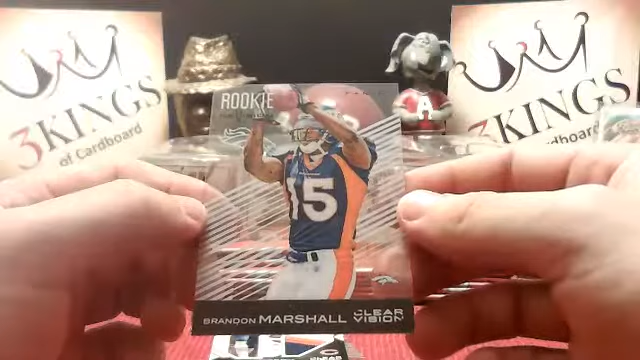 3KINGS
of Cardboard
3KINGS
of Cardboard
ROOKIE
A
15
BRANDON MARSHALL
CLEAR
VISION